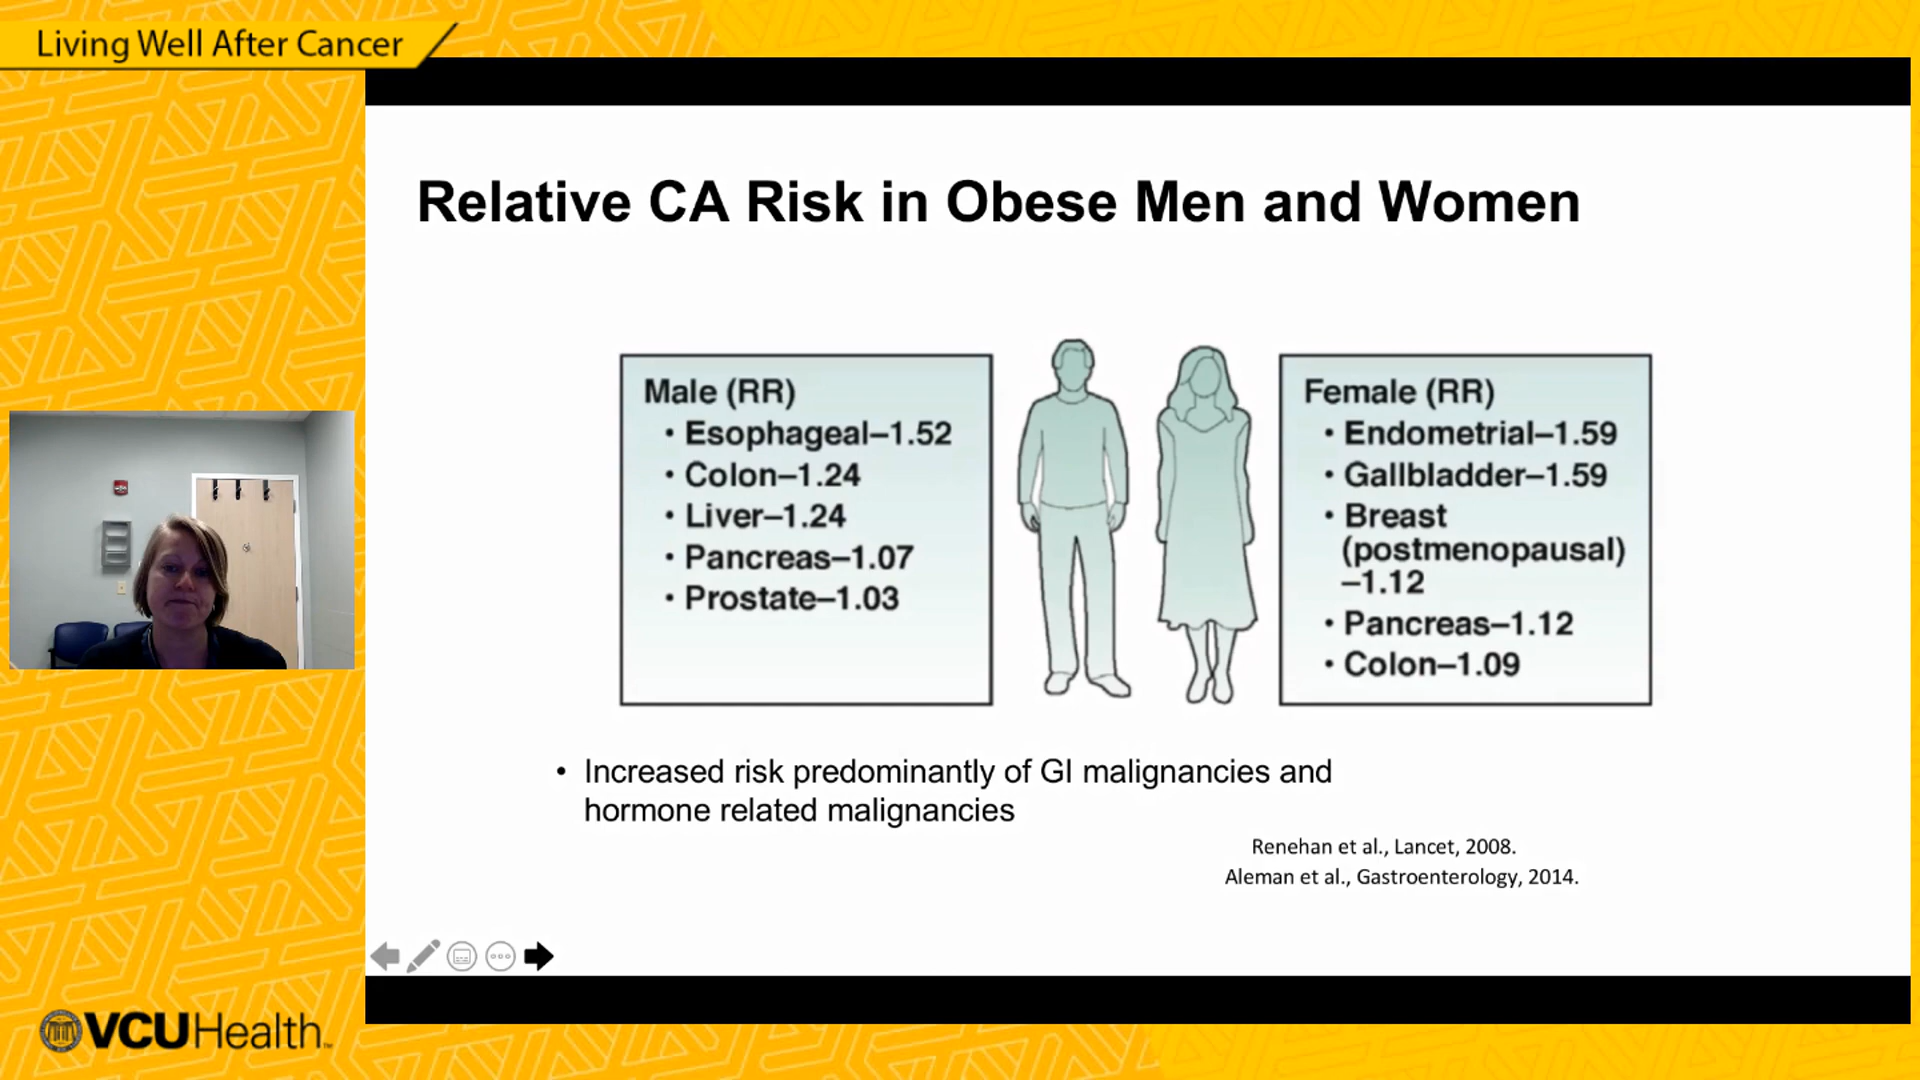 Living Well After Cancer
Relative CA Risk in Obese Men and Women
Male (RR)
• Esophageal–1.52
• Colon–1.24
• Liver–1.24
• Pancreas–1.07
• Prostate–1.03
Female (RR)
• Endometrial–1.59
• Gallbladder–1.59
• Breast
(postmenopausal)
–1.12
• Pancreas–1.12
• Colon–1.09
• Increased risk predominantly of GI malignancies and
hormone related malignancies
Renehan et al., Lancet, 2008.
Aleman et al., Gastroenterology, 2014.
VCUHealth™